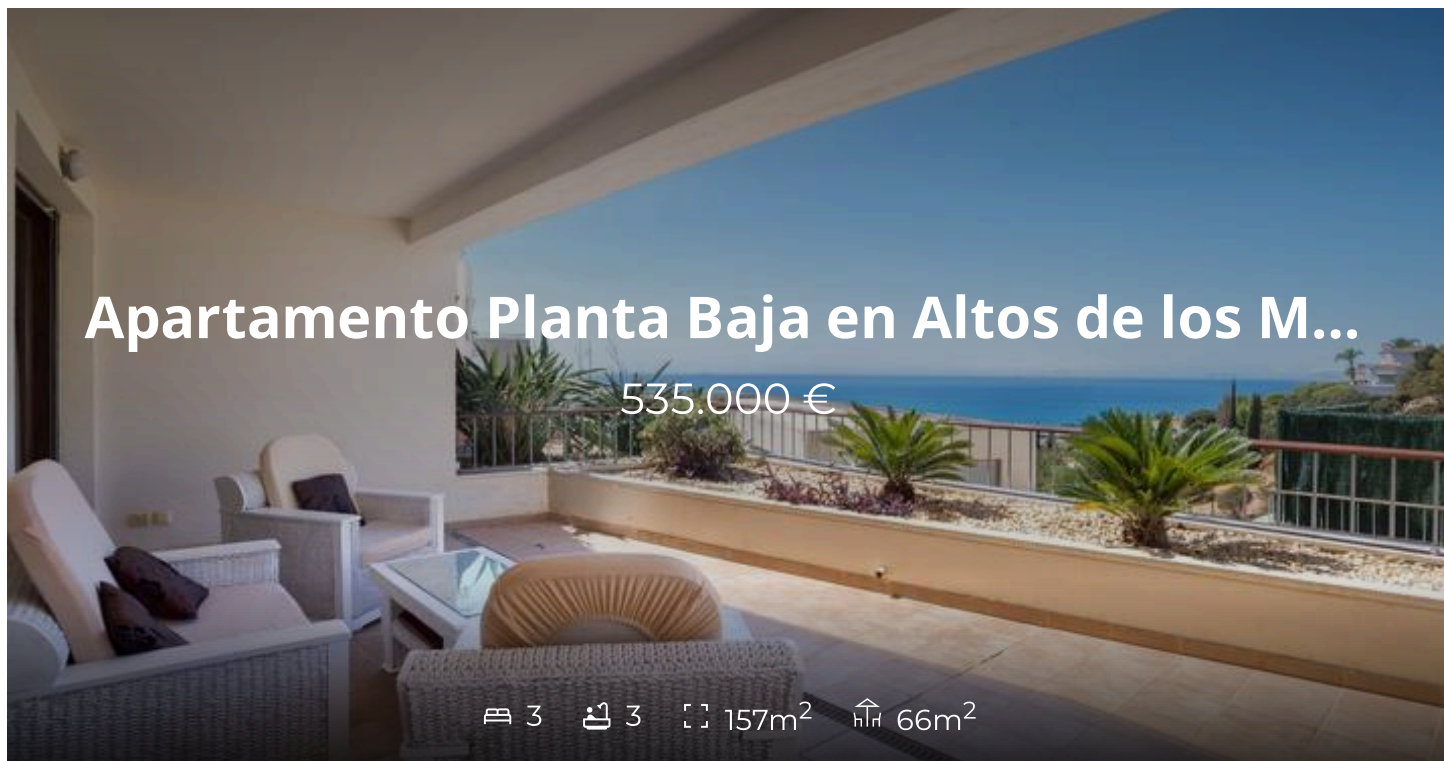 Apartamento Planta Baja en Altos de los M...
535.000 €
3 3 157m² 66m²